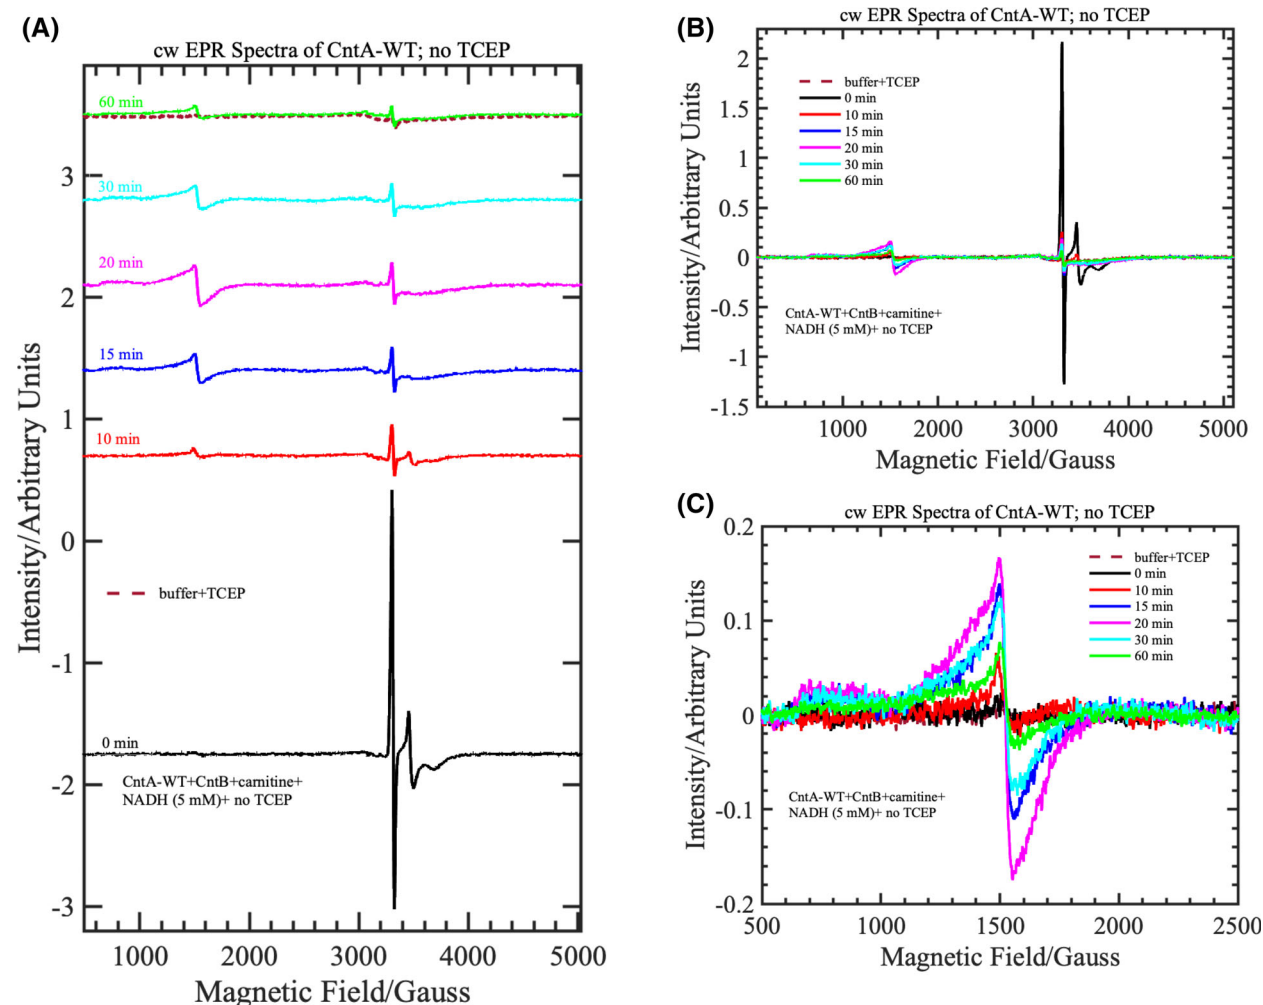 (A)
cw EPR Spectra of CntA-WT; no TCEP
60 min
30 min
20 min
15 min
10 min
0 min
buffer+TCEP
CntA-WT+CntB+carnitine+
NADH (5 mM)+ no TCEP
3
2
1
0
-1
-2
-3
Intensity/Arbitrary Units
1000 2000 3000 4000 5000
Magnetic Field/Gauss
(B)
cw EPR Spectra of CntA-WT; no TCEP
buffer+TCEP
0 min
10 min
15 min
20 min
30 min
60 min
CntA-WT+CntB+carnitine+
NADH (5 mM)+ no TCEP
2
1.5
1
0.5
0
-0.5
-1
-1.5
Intensity/Arbitrary Units
1000 2000 3000 4000 5000
Magnetic Field/Gauss
(C)
cw EPR Spectra of CntA-WT; no TCEP
buffer+TCEP
0 min
10 min
15 min
20 min
30 min
60 min
CntA-WT+CntB+carnitine+
NADH (5 mM)+ no TCEP
0.2
0.1
0
-0.1
-0.2
Intensity/Arbitrary Units
500 1000 1500 2000 2500
Magnetic Field/Gauss